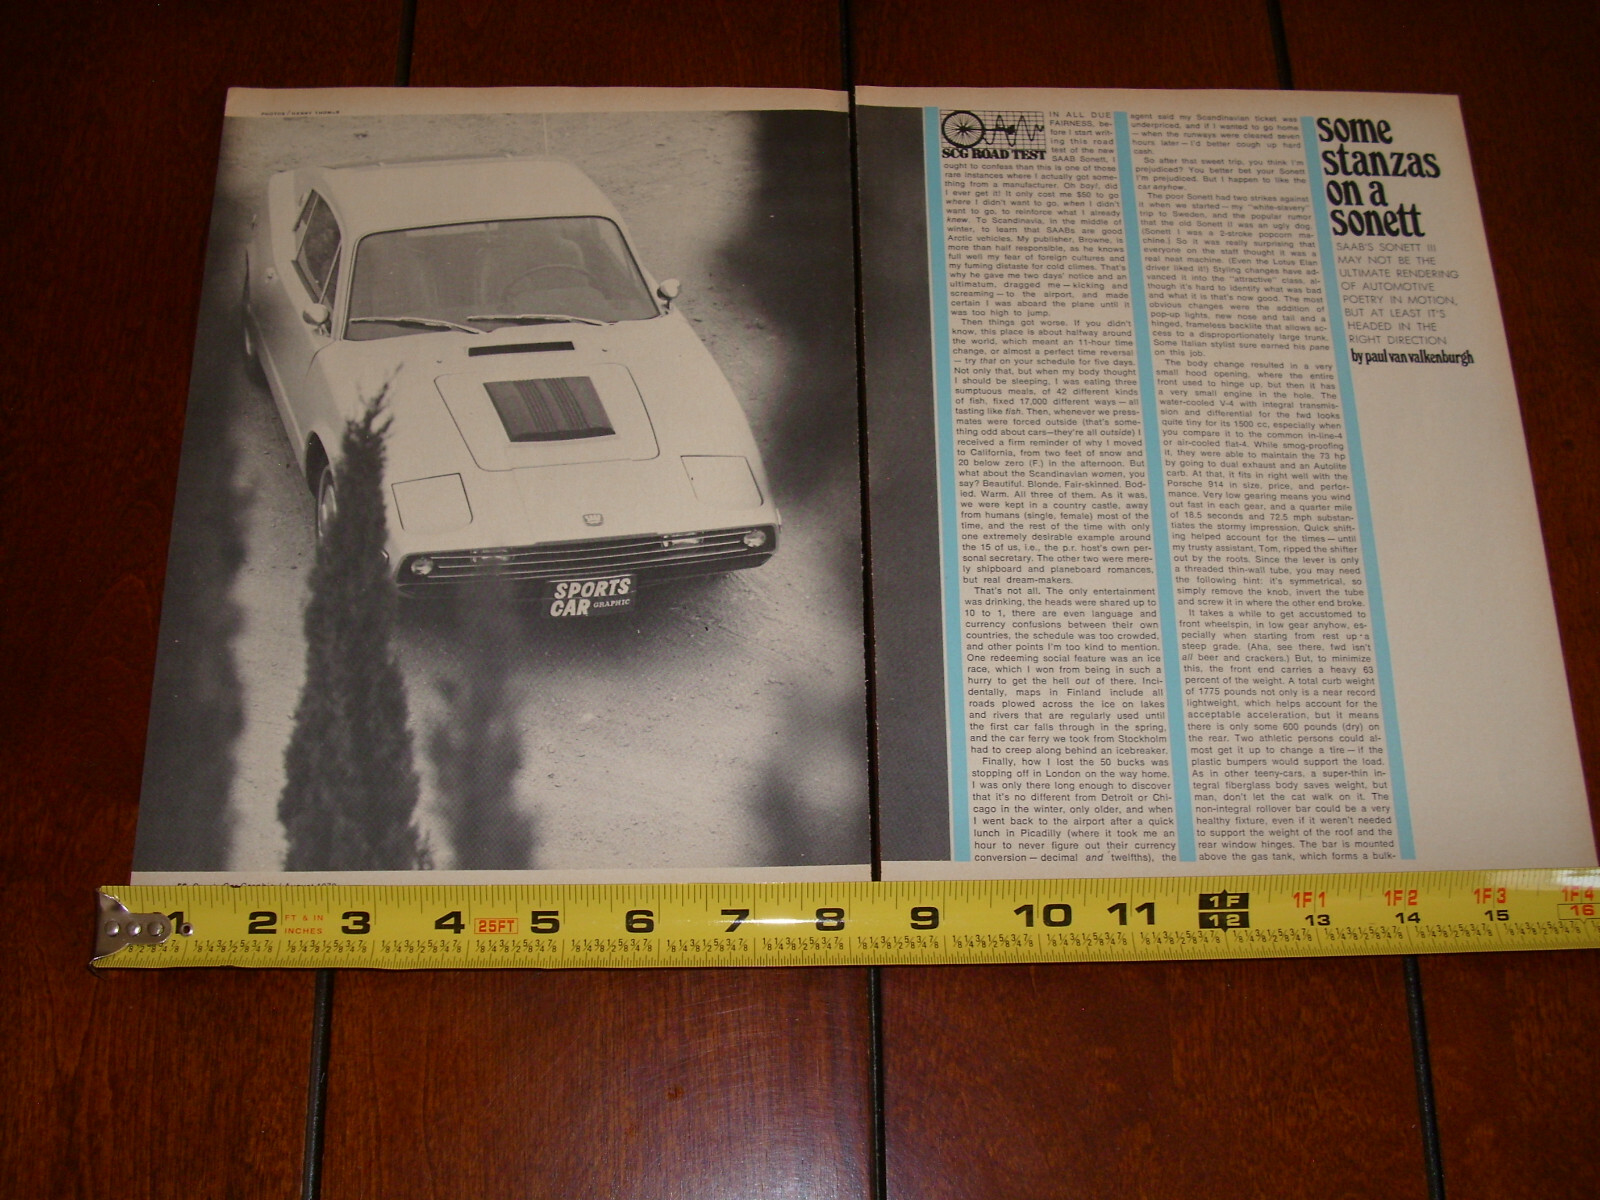 PHOTOS / HARRY THOMAS
SPORTS
CAR GRAPHIC
SCG ROAD TEST
IN ALL DUE
FAIRNESS, be-
fore I start writ-
ing this road
test of the new
SAAB Sonett, I
ought to confess than this is one of those
rare instances where I actually got some-
thing from a manufacturer. Oh boy!, did
I ever get it! It only cost me $50 to go
where I didn't want to go, when I didn't
want to go, to reinforce what I already
knew. To Scandinavia, in the middle of
winter, to learn that SAABs are good
Arctic vehicles. My publisher, Browne, is
more than half responsible, as he knows
full well my fear of foreign cultures and
my fuming distaste for cold climes. That's
why he gave me two days' notice and an
ultimatum, dragged me — kicking and
screaming — to the airport, and made
certain I was aboard the plane until it
was too high to jump.
Then things got worse. If you didn't
know, this place is about halfway around
the world, which meant an 11-hour time
change, or almost a perfect time reversal
— try that on your schedule for five days.
Not only that, but when my body thought
I should be sleeping, I was eating three
sumptuous meals, of 42 different kinds
of fish, fixed 17,000 different ways — all
tasting like fish. Then, whenever we press-
mates were forced outside (that's some-
thing odd about cars—they're all outside) I
received a firm reminder of why I moved
to California, from two feet of snow and
20 below zero (F.) in the afternoon. But
what about the Scandinavian women, you
say? Beautiful. Blonde. Fair-skinned. Bod-
ied. Warm. All three of them. As it was,
we were kept in a country castle, away
from humans (single, female) most of the
time, and the rest of the time with only
one extremely desirable example around
the 15 of us, i.e., the p.r. host's own per-
sonal secretary. The other two were mere-
ly shipboard and planeboard romances,
but real dream-makers.
That's not all. The only entertainment
was drinking, the heads were shared up to
10 to 1, there are even language and
currency confusions between their own
countries, the schedule was too crowded,
and other points I'm too kind to mention.
One redeeming social feature was an ice
race, which I won from being in such a
hurry to get the hell out of there. Inci-
dentally, maps in Finland include all
roads plowed across the ice on lakes
and rivers that are regularly used until
the first car falls through in the spring,
and the car ferry we took from Stockholm
had to creep along behind an icebreaker.
Finally, how I lost the 50 bucks was
stopping off in London on the way home.
I was only there long enough to discover
that it's no different from Detroit or Chi-
cago in the winter, only older, and when
I went back to the airport after a quick
lunch in Picadilly (where it took me an
hour to never figure out their currency
conversion — decimal and twelfths), the
agent said my Scandinavian ticket was
underpriced, and if I wanted to go home
— when the runways were cleared seven
hours later — I'd better cough up hard
cash.
So after that sweet trip, you think I'm
prejudiced? You better bet your Sonett
I'm prejudiced. But I happen to like the
car anyhow.
The poor Sonett had two strikes against
it when we started — my "white-slavery"
trip to Sweden, and the popular rumor
that the old Sonett II was an ugly dog.
(Sonett I was a 2-stroke popcorn ma-
chine.) So it was really surprising that
everyone on the staff thought it was a
real neat machine. (Even the Lotus Elan
driver liked it!) Styling changes have ad-
vanced it into the "attractive" class, al-
though it's hard to identify what was bad
and what it is that's now good. The most
obvious changes were the addition of
pop-up lights, new nose and tail and a
hinged, frameless backlite that allows ac-
cess to a disproportionately large trunk.
Some Italian stylist sure earned his pane
on this job.
The body change resulted in a very
small hood opening, where the entire
front used to hinge up, but then it has
a very small engine in the hole. The
water-cooled V-4 with integral transmis-
sion and differential for the fwd looks
quite tiny for its 1500 cc, especially when
you compare it to the common in-line-4
or air-cooled flat-4. While smog-proofing
it, they were able to maintain the 73 hp
by going to dual exhaust and an Autolite
carb. At that, it fits in right well with the
Porsche 914 in size, price, and perfor-
mance. Very low gearing means you wind
out fast in each gear, and a quarter mile
of 18.5 seconds and 72.5 mph substan-
tiates the stormy impression. Quick shift-
ing helped account for the times — until
my trusty assistant, Tom, ripped the shifter
out by the roots. Since the lever is only
a threaded thin-wall tube, you may need
the following hint: it's symmetrical, so
simply remove the knob, invert the tube
and screw it in where the other end broke.
It takes a while to get accustomed to
front wheelspin, in low gear anyhow, es-
pecially when starting from rest up a
steep grade. (Aha, see there, fwd isn't
all beer and crackers.) But, to minimize
this, the front end carries a heavy 63
percent of the weight. A total curb weight
of 1775 pounds not only is a near record
lightweight, which helps account for the
acceptable acceleration, but it means
there is only some 600 pounds (dry) on
the rear. Two athletic persons could al-
most get it up to change a tire — if the
plastic bumpers would support the load.
As in other teeny-cars, a super-thin in-
tegral fiberglass body saves weight, but
man, don't let the cat walk on it. The
non-integral rollover bar could be a very
healthy fixture, even if it weren't needed
to support the weight of the roof and the
rear window hinges. The bar is mounted
above the gas tank, which forms a bulk-
some
stanzas
on a
sonett
SAAB'S SONETT III
MAY NOT BE THE
ULTIMATE RENDERING
OF AUTOMOTIVE
POETRY IN MOTION,
BUT AT LEAST IT'S
HEADED IN THE
RIGHT DIRECTION
by paul van valkenburgh
1 2 FT & IN INCHES 3 4 25FT 5 6 7 8 9 10 11 1F 12 1F1 13 1F2 14 1F3 15 1F4 16